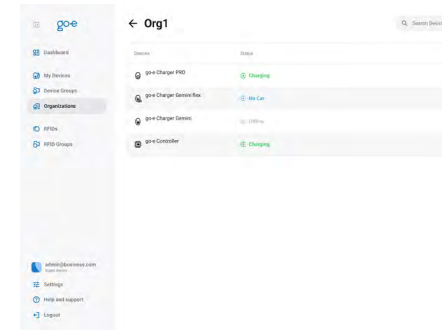 go-e
Dashboard
My Devices
Device Groups
Organizations
RFIDs
RFID Groups
admin@business.com
Settings
Help and support
Logout
← Org1
Search Devic
Devices
Status
go-e Charger PRO
Charging
go-e Charger Gemini flex
No Car
go-e Charger Gemini
Offline
go-e Controller
Charging